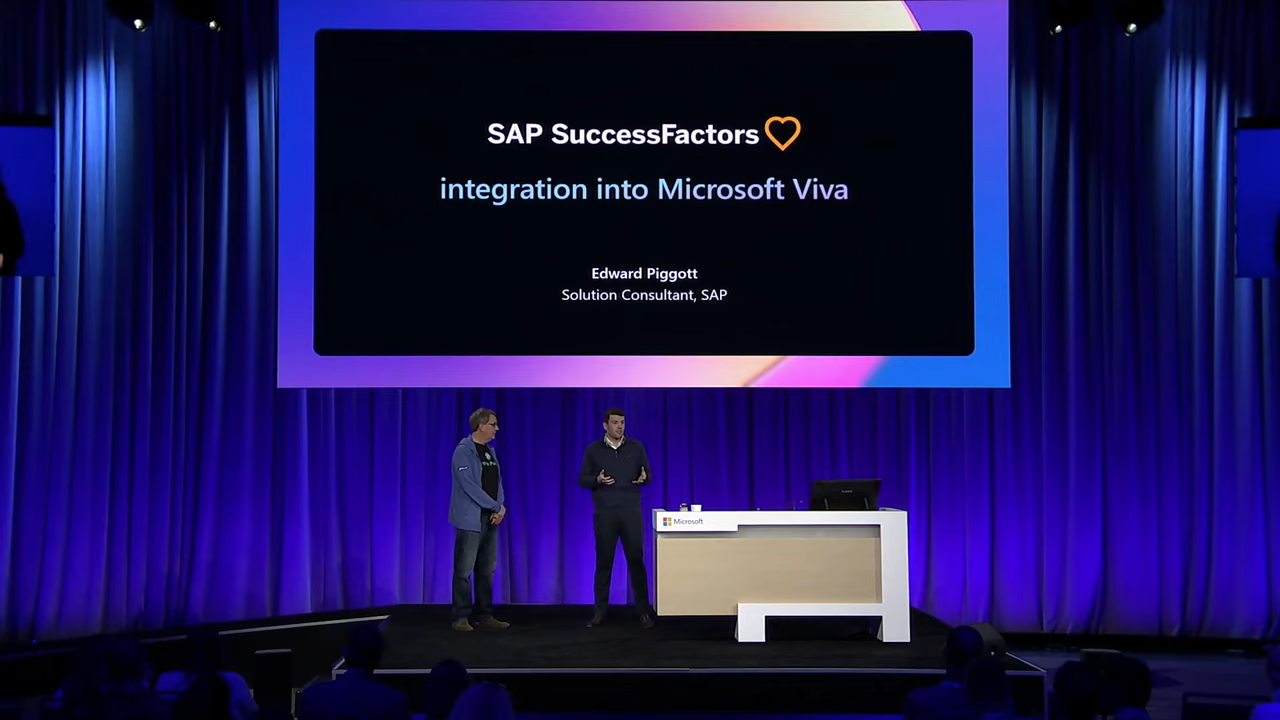 SAP SuccessFactors
integration into Microsoft Viva
Edward Piggott
Solution Consultant, SAP
Microsoft